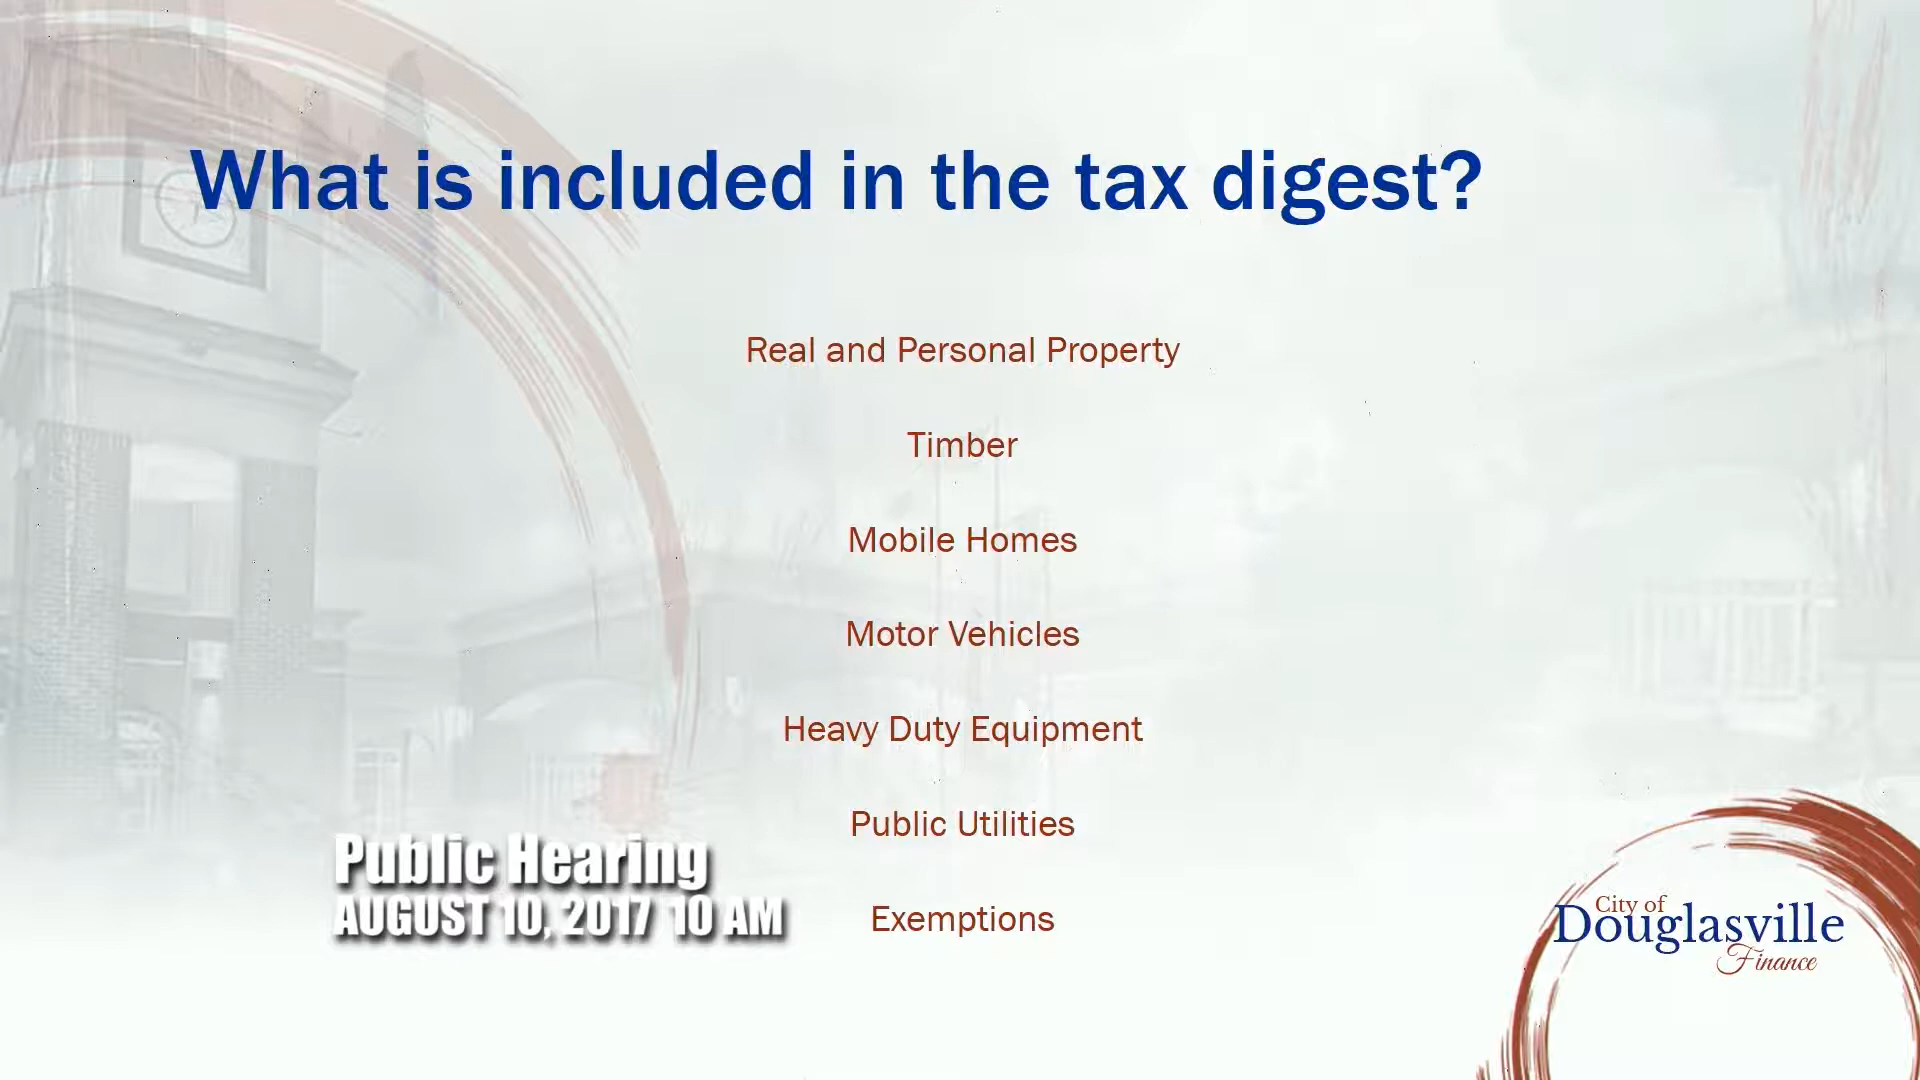 What is included in the tax digest?
Real and Personal Property
Timber
Mobile Homes
Motor Vehicles
Heavy Duty Equipment
Public Utilities
Exemptions
Public Hearing
AUGUST 10, 2017 10 AM
City of
Douglasville
Finance